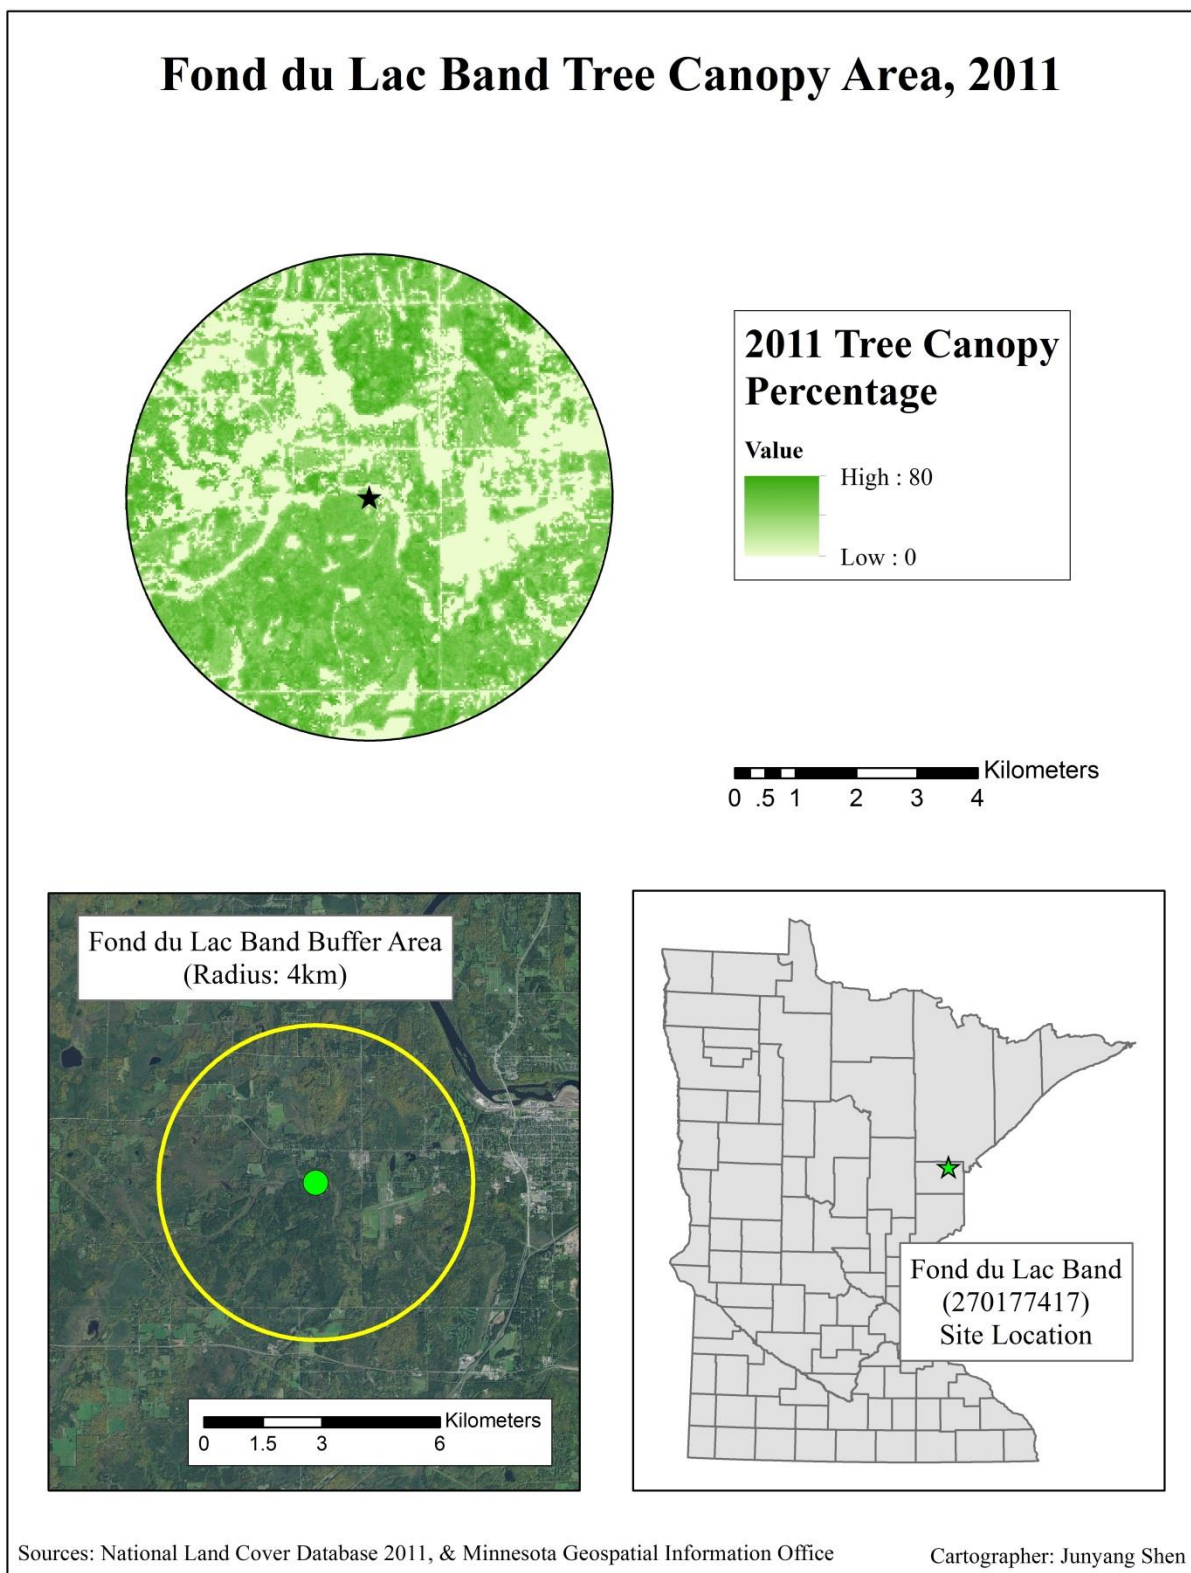 Fond du Lac Band Tree Canopy Area, 2011
2011 Tree Canopy
Percentage
Value
High : 80
Low : 0
Kilometers
0 .5 1 2 3 4
Fond du Lac Band Buffer Area
(Radius: 4km)
Kilometers
0 1.5 3 6
Fond du Lac Band
(270177417)
Site Location
Sources: National Land Cover Database 2011, & Minnesota Geospatial Information Office
Cartographer: Junyang Shen